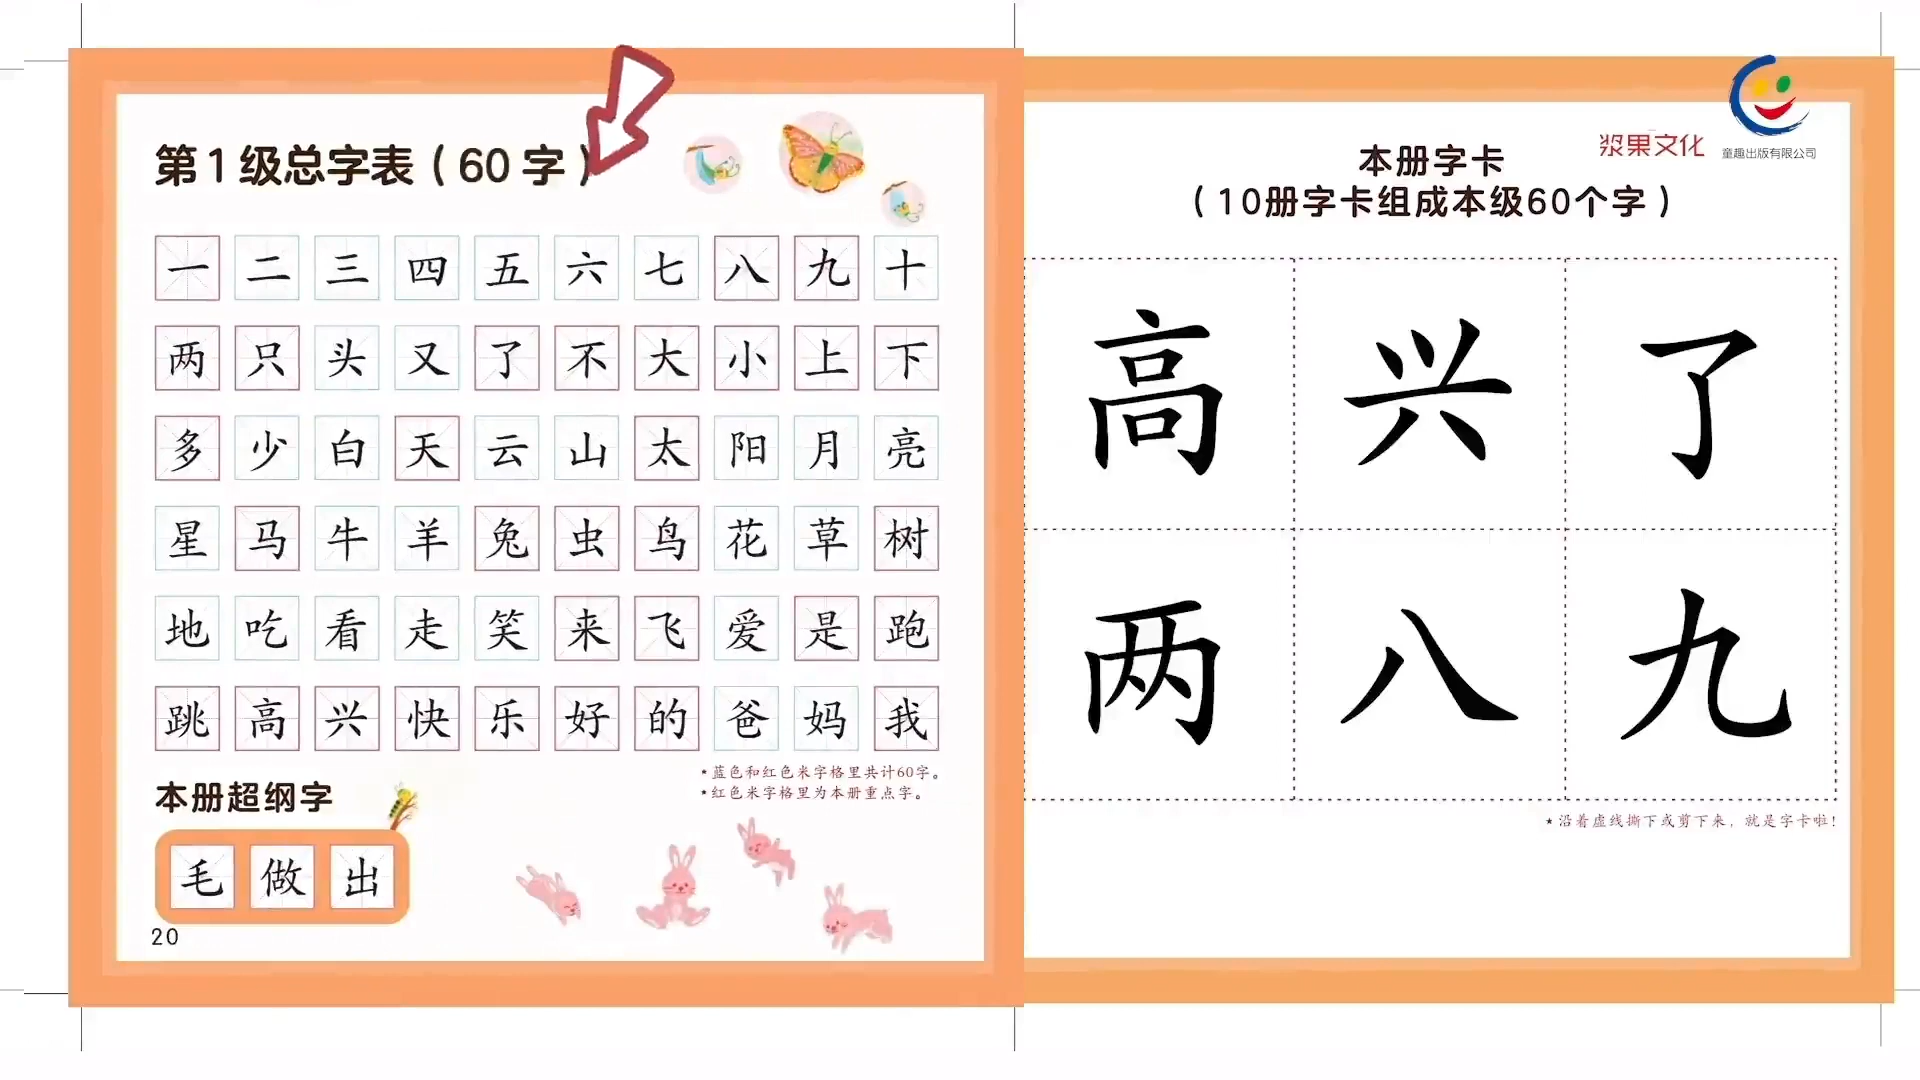 第1级总字表（60字）
一 二 三 四 五 六 七 八 九 十
两 只 头 又 了 不 大 小 上 下
多 少 白 天 云 山 太 阳 月 亮
星 马 牛 羊 兔 虫 鸟 花 草 树
地 吃 看 走 笑 来 飞 爱 是 跑
跳 高 兴 快 乐 好 的 爸 妈 我
*蓝色和红色米字格里共计60字。
*红色米字格里为本册重点字。
本册超纲字
毛 做 出
20
浆果文化
童趣出版有限公司
本册字卡
（10册字卡组成本级60个字）
高 兴 了
两 八 九
*沿着虚线撕下或剪下来，就是字卡啦！